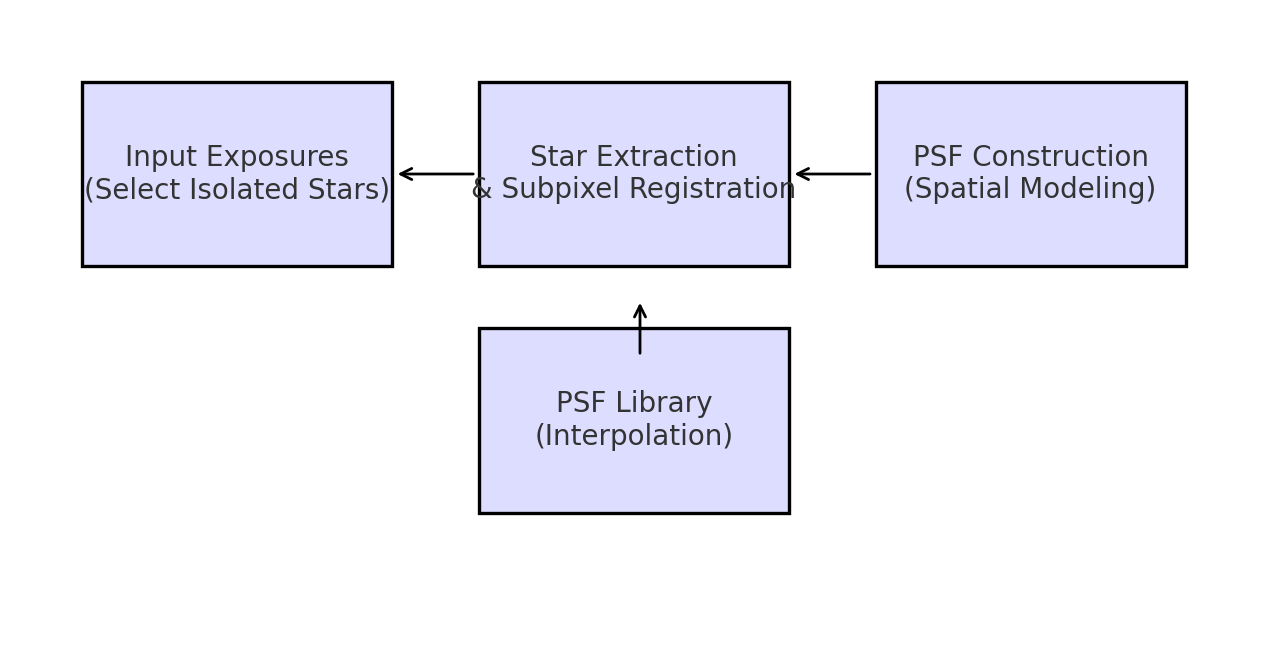 Input Exposures
(Select Isolated Stars)
Star Extraction
& Subpixel Registration
PSF Construction
(Spatial Modeling)
PSF Library
(Interpolation)